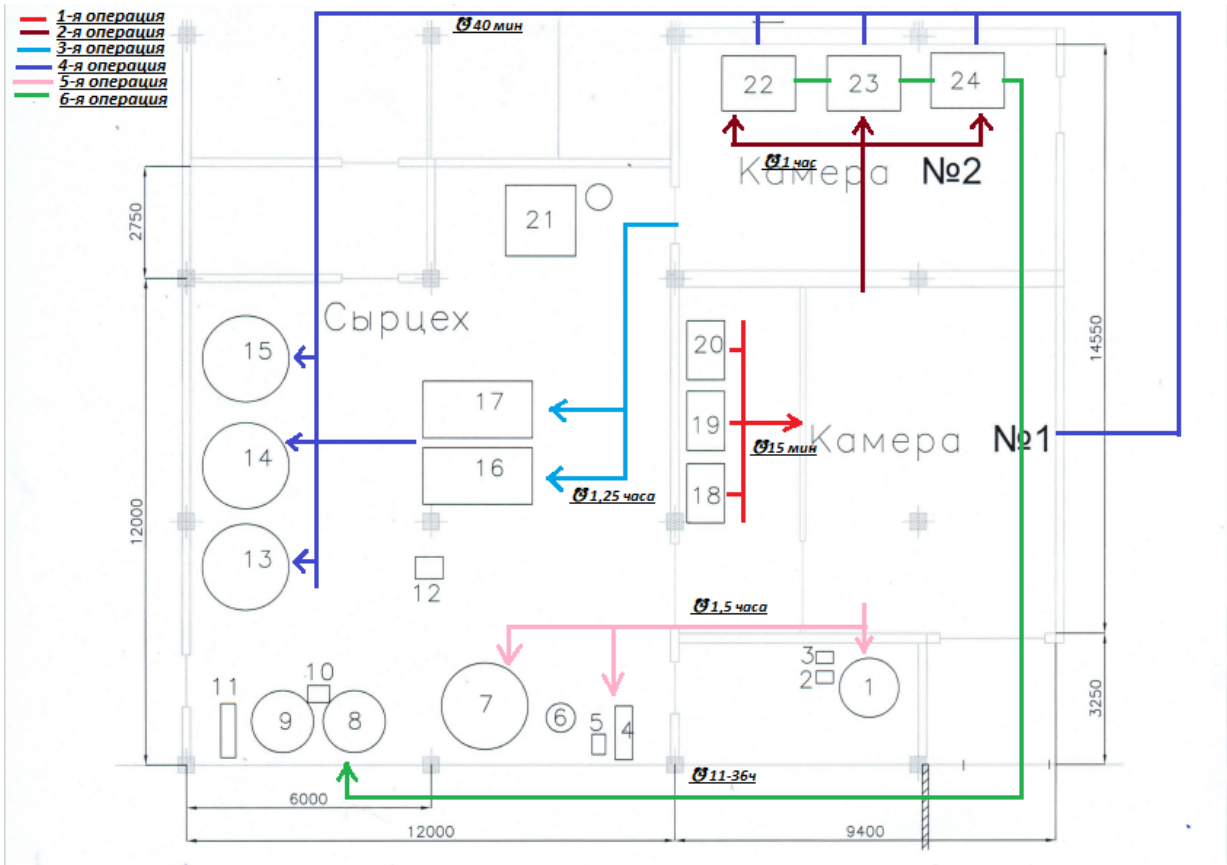 1-я операция
2-я операция
3-я операция
4-я операция
5-я операция
6-я операция
40 мин
22
23
24
1 час
Камера №2
21
2750
Сырцех
15
17
20
14550
14
16
19
Камера №1
15 мин
18
1,25 часа
12000
13
12
1,5 часа
3
2
1
10
11
9
8
7
6
5
4
3250
11-36ч
6000
12000
9400